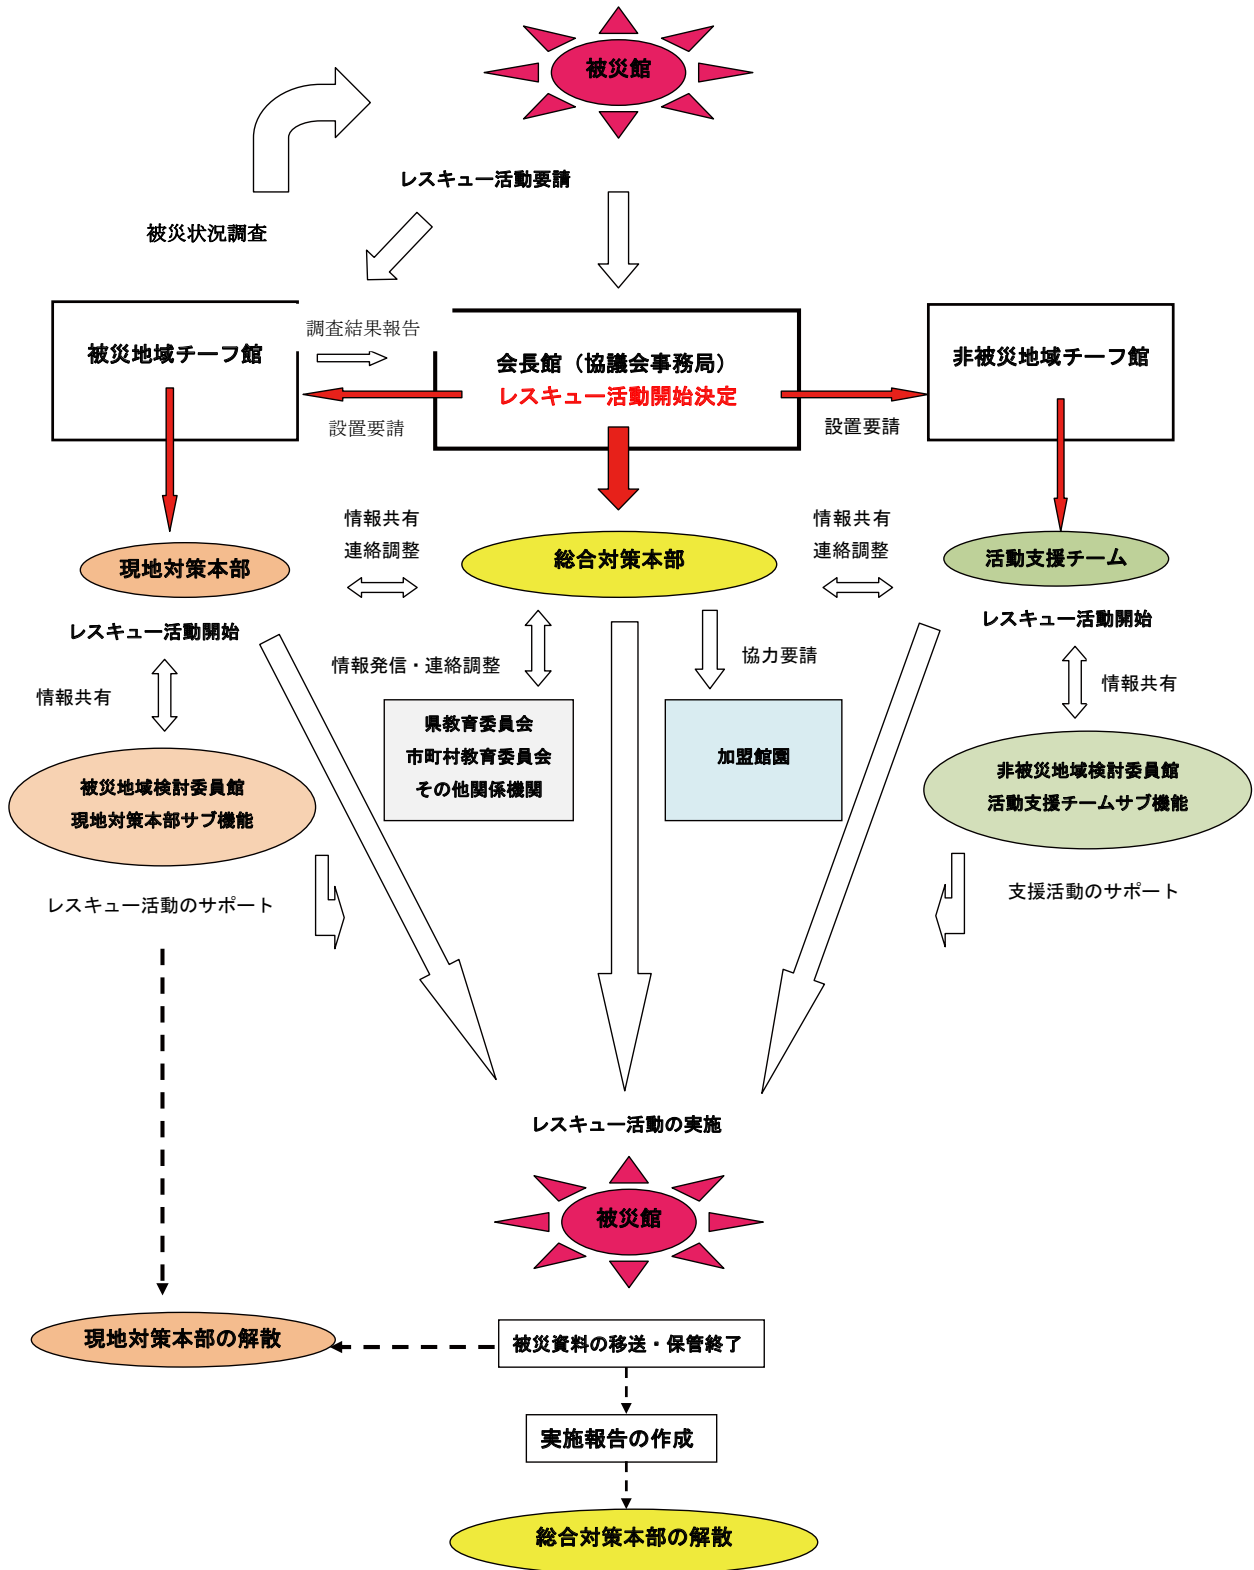 被災館
レスキュー活動要請
被災状況調査
被災地域チーフ館
調査結果報告
設置要請
会長館（協議会事務局）
レスキュー活動開始決定
設置要請
非被災地域チーフ館
情報共有
連絡調整
情報共有
連絡調整
現地対策本部
総合対策本部
活動支援チーム
レスキュー活動開始
レスキュー活動開始
情報共有
情報発信・連絡調整
協力要請
情報共有
県教育委員会
市町村教育委員会
その他関係機関
加盟館園
被災地域検討委員館
現地対策本部サブ機能
非被災地域検討委員館
活動支援チームサブ機能
レスキュー活動のサポート
支援活動のサポート
レスキュー活動の実施
被災館
現地対策本部の解散
被災資料の移送・保管終了
実施報告の作成
総合対策本部の解散